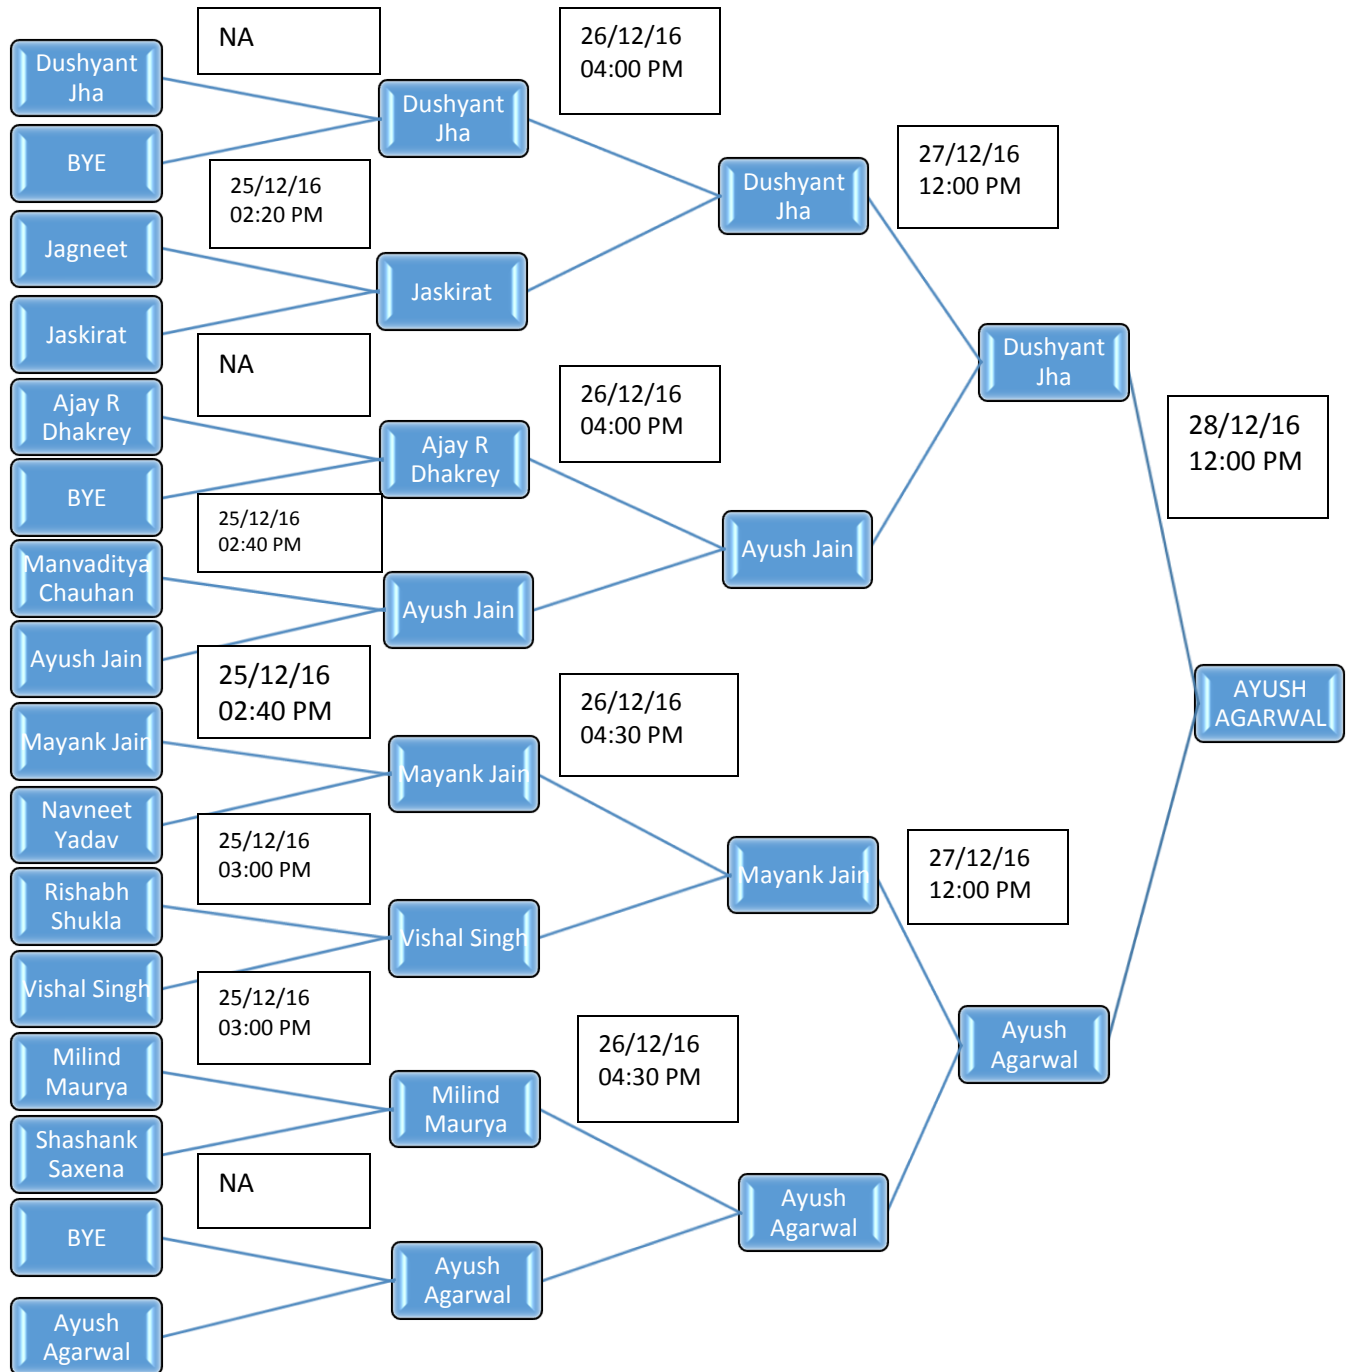 Dushyant
Jha
BYE
Jagneet
Jaskirat
Ajay R
Dhakrey
BYE
Manvaditya
Chauhan
Ayush Jain
Mayank Jain
Navneet
Yadav
Rishabh
Shukla
Vishal Singh
Milind
Maurya
Shashank
Saxena
BYE
Ayush
Agarwal
NA
25/12/16
02:20 PM
NA
25/12/16
02:40 PM
25/12/16
02:40 PM
25/12/16
03:00 PM
25/12/16
03:00 PM
NA
Dushyant
Jha
Jaskirat
Ajay R
Dhakrey
Ayush Jain
Mayank Jain
Vishal Singh
Milind
Maurya
Ayush
Agarwal
26/12/16
04:00 PM
26/12/16
04:00 PM
26/12/16
04:30 PM
26/12/16
04:30 PM
Dushyant
Jha
Ayush Jain
Mayank Jain
Ayush
Agarwal
27/12/16
12:00 PM
27/12/16
12:00 PM
Dushyant
Jha
Ayush
Agarwal
28/12/16
12:00 PM
AYUSH
AGARWAL